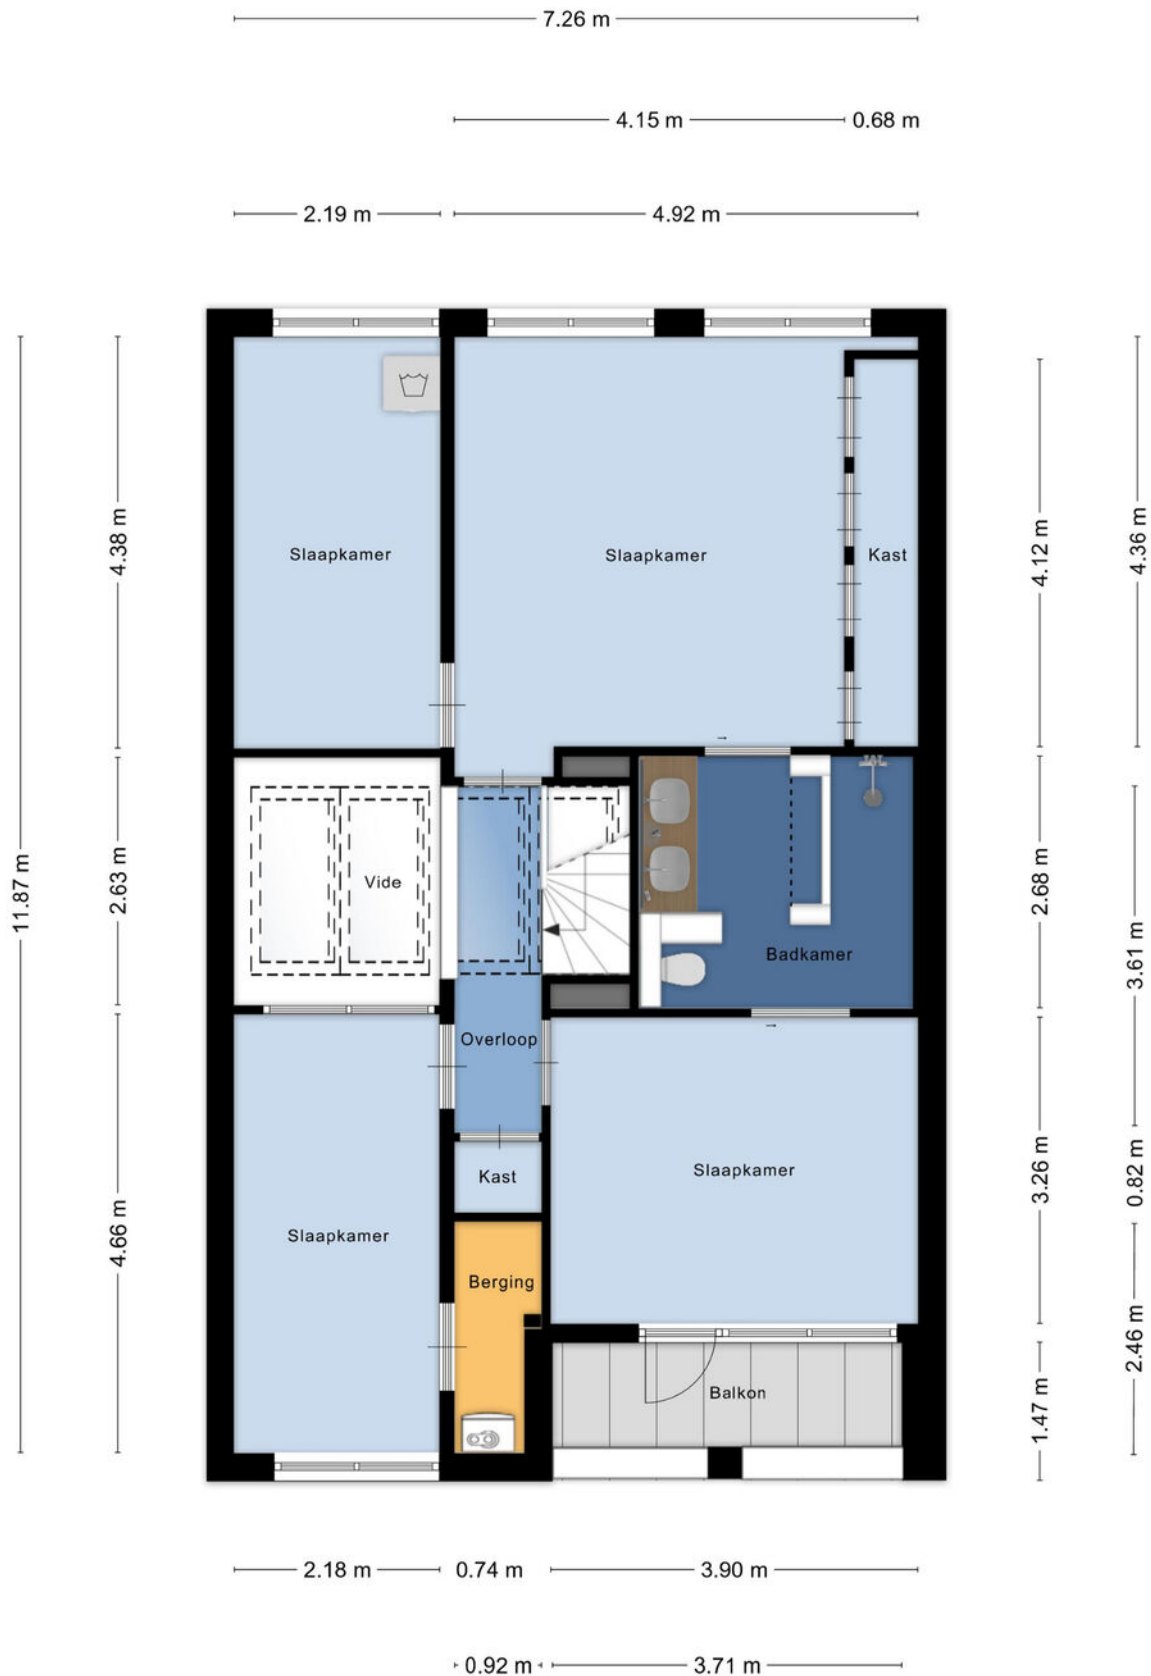 7.26 m
4.15 m 0.68 m
2.19 m 4.92 m
Slaapkamer
Slaapkamer
Kast
4.38 m
11.87 m
2.63 m
4.66 m
4.12 m
4.36 m
2.68 m
3.61 m
3.26 m
0.82 m
2.46 m
1.47 m
Vide
Badkamer
Overloop
Kast
Slaapkamer
Slaapkamer
Berging
Balkon
2.18 m 0.74 m 3.90 m
0.92 m 3.71 m